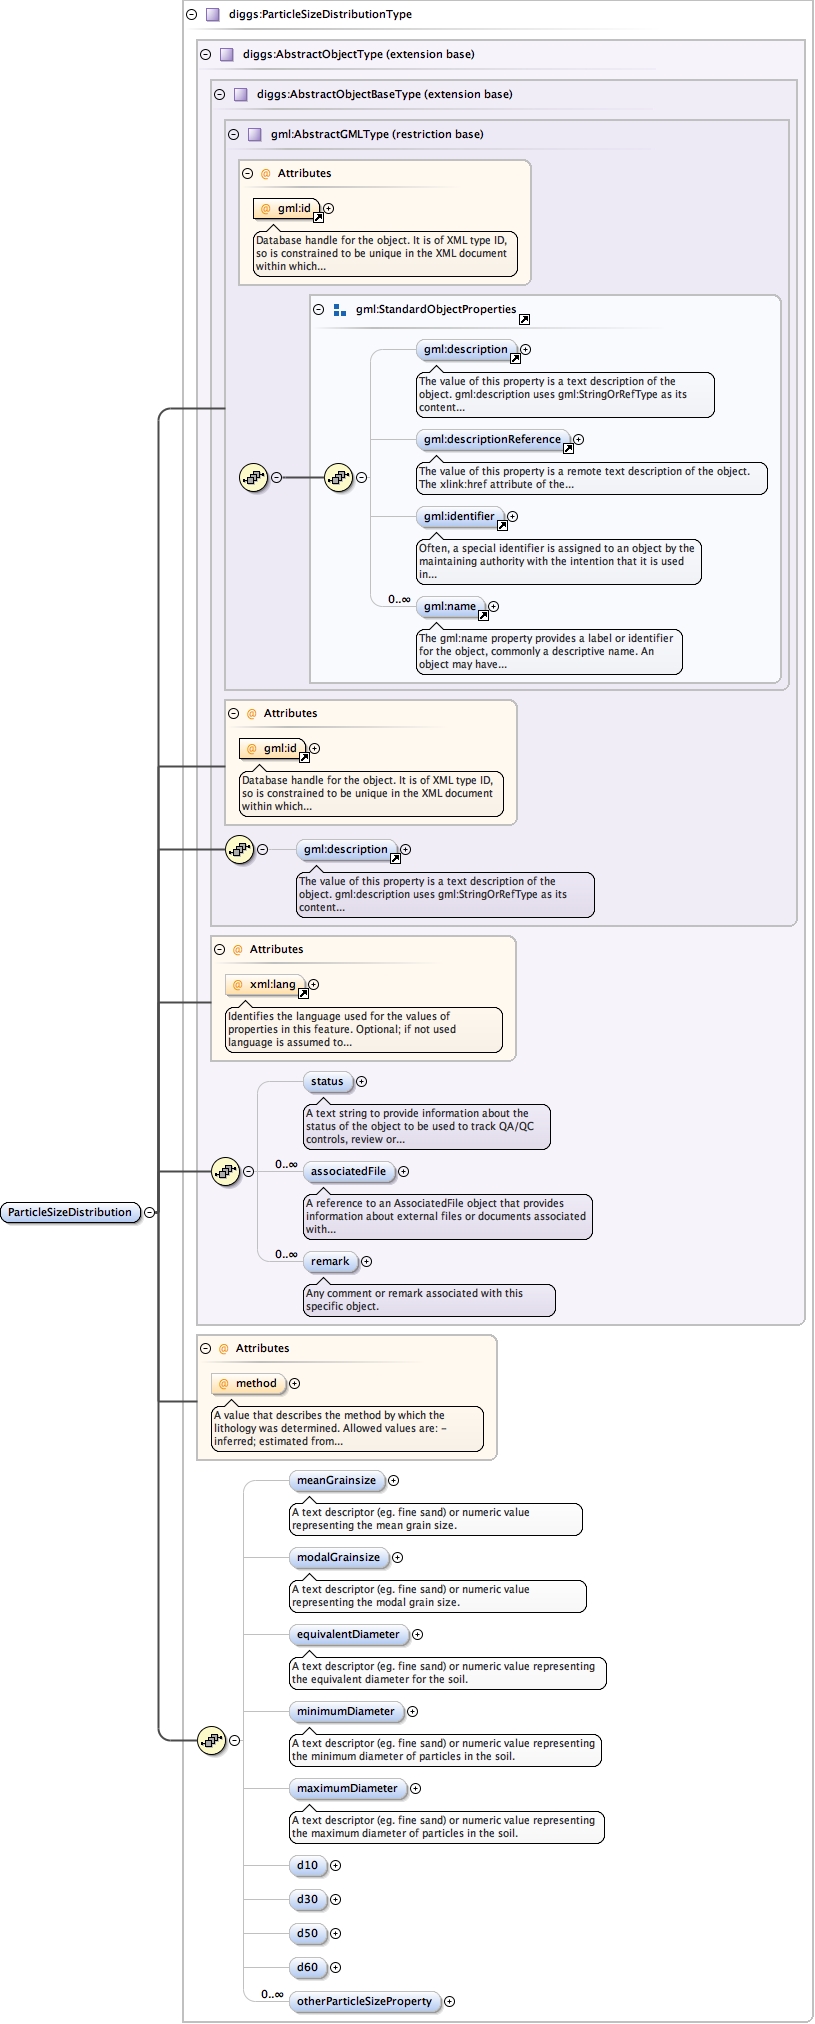 diggs:ParticleSizeDistributionType
diggs:AbstractObjectType (extension base)
diggs:AbstractObjectBaseType (extension base)
gml:AbstractGMLType (restriction base)
@ Attributes
@ gml:id
Database handle for the object. It is of XML type ID,
so is constrained to be unique in the XML document
within which...
gml:StandardObjectProperties
gml:description
The value of this property is a text description of the
object. gml:description uses gml:StringOrRefType as its
content...
gml:descriptionReference
The value of this property is a remote text description of the object.
The xlink:href attribute of the...
gml:identifier
Often, a special identifier is assigned to an object by the
maintaining authority with the intention that it is used
in...
0..∞ gml:name
The gml:name property provides a label or identifier
for the object, commonly a descriptive name. An
object may have...
@ Attributes
@ gml:id
Database handle for the object. It is of XML type ID,
so is constrained to be unique in the XML document
within which...
gml:description
The value of this property is a text description of the
object. gml:description uses gml:StringOrRefType as its
content...
@ Attributes
@ xml:lang
Identifies the language used for the values of
properties in this feature. Optional; if not used
language is assumed to...
status
A text string to provide information about the
status of the object to be used to track QA/QC
controls, review or...
0..∞ associatedFile
A reference to an AssociatedFile object that provides
information about external files or documents associated
with...
ParticleSizeDistribution
0..∞ remark
Any comment or remark associated with this
specific object.
@ Attributes
@ method
A value that describes the method by which the
lithology was determined. Allowed values are: -
inferred; estimated from...
meanGrainsize
A text descriptor (eg. fine sand) or numeric value
representing the mean grain size.
modalGrainsize
A text descriptor (eg. fine sand) or numeric value
representing the modal grain size.
equivalentDiameter
A text descriptor (eg. fine sand) or numeric value representing
the equivalent diameter for the soil.
minimumDiameter
A text descriptor (eg. fine sand) or numeric value representing
the minimum diameter of particles in the soil.
maximumDiameter
A text descriptor (eg. fine sand) or numeric value representing
the maximum diameter of particles in the soil.
d10
d30
d50
d60
0..∞ otherParticleSizeProperty